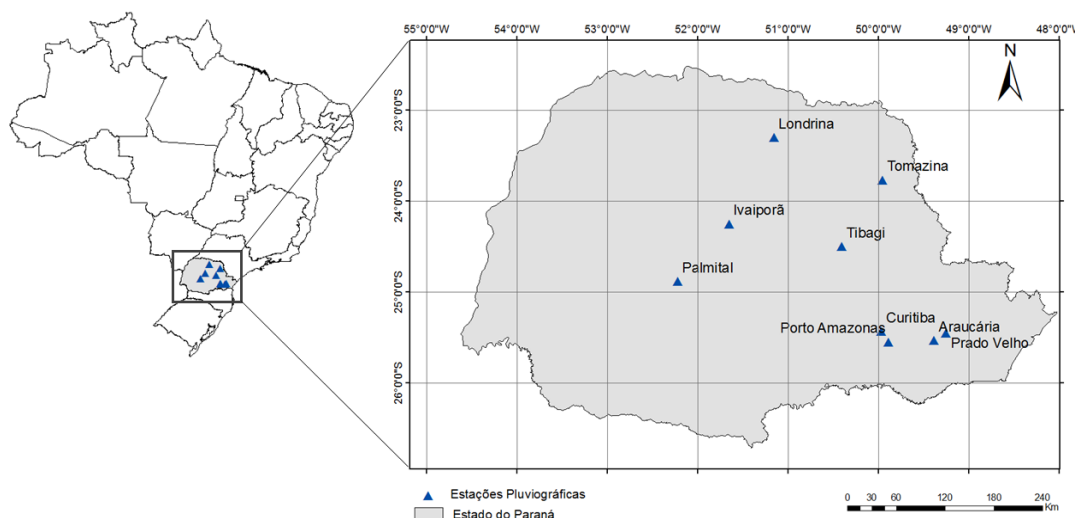 55°0'0"W 54°0'0"W 53°0'0"W 52°0'0"W 51°0'0"W 50°0'0"W 49°0'0"W 48°0'0"W
N
23°0'0"S
Londrina
Tomazina
24°0'0"S
Ivaiporã
Tibagi
Palmital
25°0'0"S
Curitiba
Porto Amazonas
Araucária
Prado Velho
26°0'0"S
Estações Pluviográficas
Estado do Paraná
0 30 60 120 180 240
Km